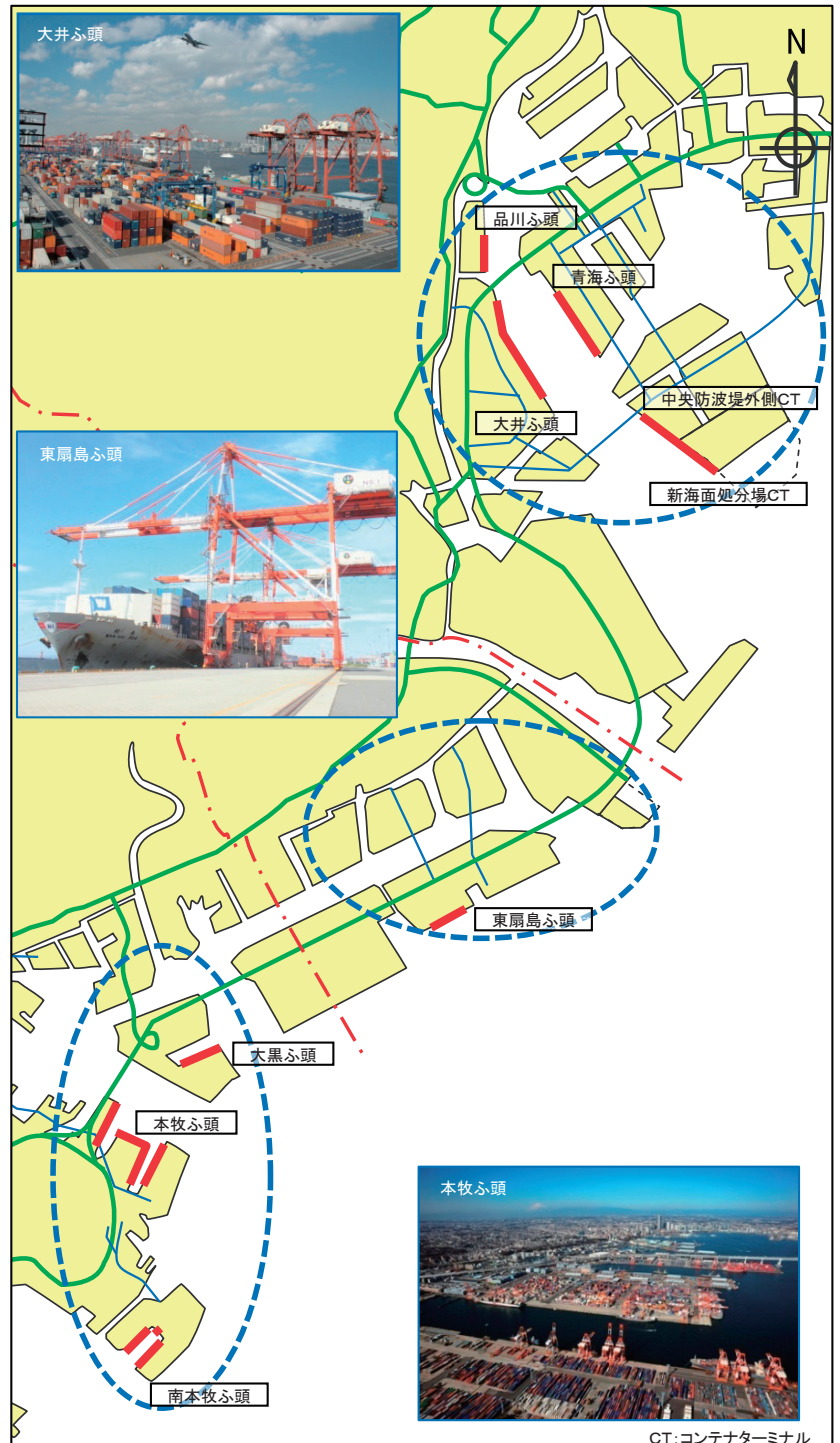 大井ふ頭
N
品川ふ頭
青海ふ頭
中央防波堤外側CT
大井ふ頭
新海面処分場CT
東扇島ふ頭
東扇島ふ頭
大黒ふ頭
本牧ふ頭
本牧ふ頭
南本牧ふ頭
CT:コンテナターミナル